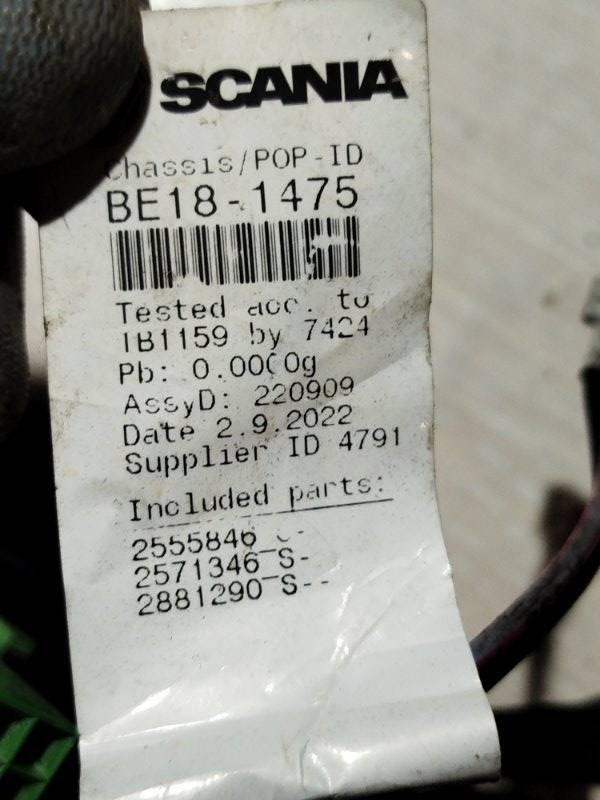 SCANIA
Chassis/POP-ID
BE18-1475
Tested acc. to
IB1159 by 7424
Pb: 0.0000g
AssyD: 220909
Date 2.9.2022
Supplier ID 4791
Included parts:
2555846
2571346 S-
2881290 S--